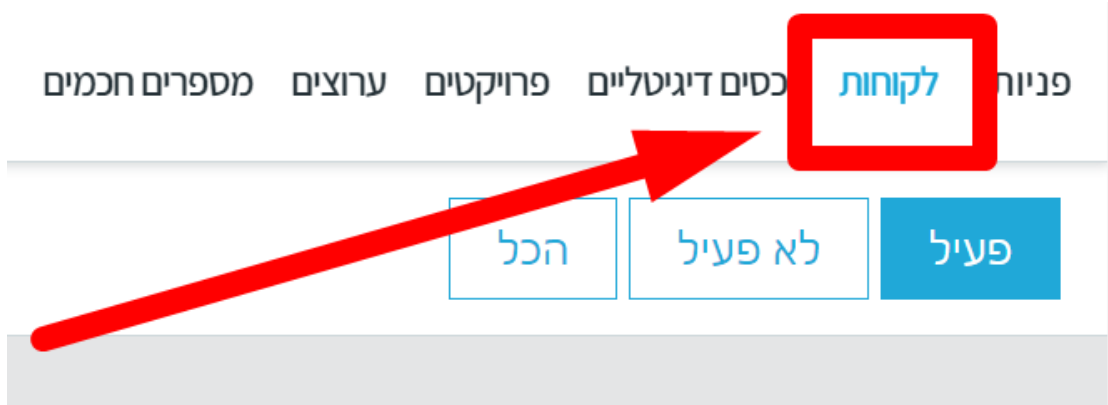 פניות לקוחות נכסים דיגיטליים פרויקטים ערוצים מספרים חכמים
פעיל לא פעיל הכל